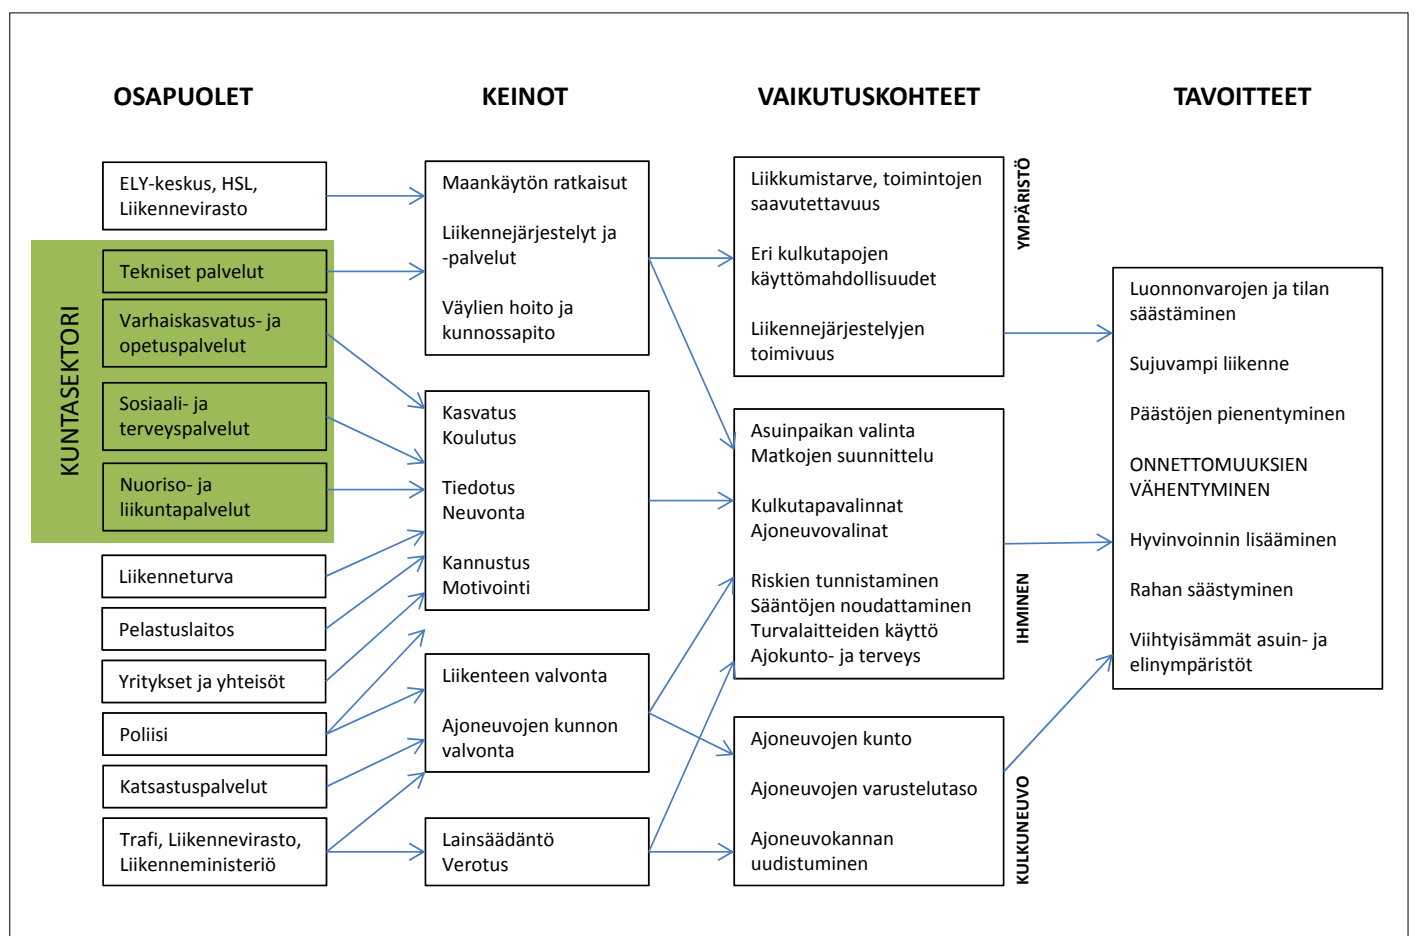 OSAPUOLET
KEINOT
VAIKUTUSKOHTEET
TAVOITTEET
ELY-keskus, HSL,
Liikennevirasto
KUNTASEKTORI
Tekniset palvelut
Varhaiskasvatus- ja
opetuspalvelut
Sosiaali- ja
terveyspalvelut
Nuoriso- ja
liikuntapalvelut
Liikenneturva
Pelastuslaitos
Yritykset ja yhteisöt
Poliisi
Katsastuspalvelut
Trafi, Liikennevirasto,
Liikenneministeriö
Maankäytön ratkaisut
Liikennejärjestelyt ja
-palvelut
Väylien hoito ja
kunnossapito
Kasvatus
Koulutus
Tiedotus
Neuvonta
Kannustus
Motivointi
Liikenteen valvonta
Ajoneuvojen kunnon
valvonta
Lainsäädäntö
Verotus
YMPÄRISTÖ
Liikkumistarve, toimintojen
saavutettavuus
Eri kulkutapojen
käyttömahdollisuudet
Liikennejärjestelyjen
toimivuus
IHMINEN
Asuinpaikan valinta
Matkojen suunnittelu
Kulkutapavalinnat
Ajoneuvovalinat
Riskien tunnistaminen
Sääntöjen noudattaminen
Turvalaitteiden käyttö
Ajokunto- ja terveys
KULKUNEUVO
Ajoneuvojen kunto
Ajoneuvojen varustelutaso
Ajoneuvokannan
uudistuminen
Luonnonvarojen ja tilan
säästäminen
Sujuvampi liikenne
Päästöjen pienentyminen
ONNETTOMUUKSIEN
VÄHENTYMINEN
Hyvinvoinnin lisääminen
Rahan säästyminen
Viihtyisämmät asuin- ja
elinympäristöt